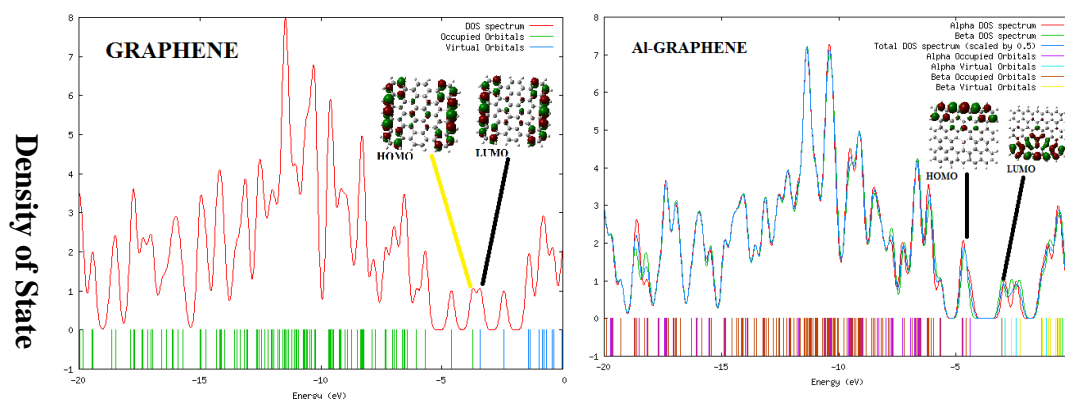 Density of State
GRAPHENE
DOS spectrum
Occupied Orbitals
Virtual Orbitals
HOMO
LUMO
8
7
6
5
4
3
2
1
0
-1
-20
-15
-10
-5
0
Energy (eV)
Al-GRAPHENE
Alpha DOS spectrum
Beta DOS spectrum
Total DOS spectrum (scaled by 0.5)
Alpha Occupied Orbitals
Alpha Virtual Orbitals
Beta Occupied Orbitals
Beta Virtual Orbitals
HOMO
LUMO
8
7
6
5
4
3
2
1
0
-1
-20
-15
-10
-5
Energy (eV)